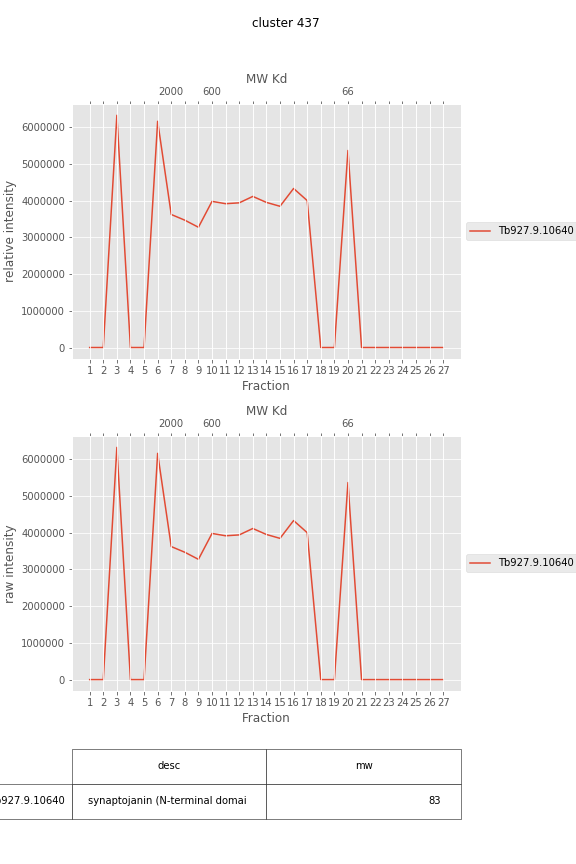 cluster 437
MW Kd
2000 600 66
6000000
5000000
4000000
3000000
2000000
1000000
0
relative intensity
1 2 3 4 5 6 7 8 9 10 11 12 13 14 15 16 17 18 19 20 21 22 23 24 25 26 27
Fraction
Tb927.9.10640
MW Kd
2000 600 66
6000000
5000000
4000000
3000000
2000000
1000000
0
raw intensity
1 2 3 4 5 6 7 8 9 10 11 12 13 14 15 16 17 18 19 20 21 22 23 24 25 26 27
Fraction
Tb927.9.10640
desc mw
927.9.10640 synaptojanin (N-terminal domai 83